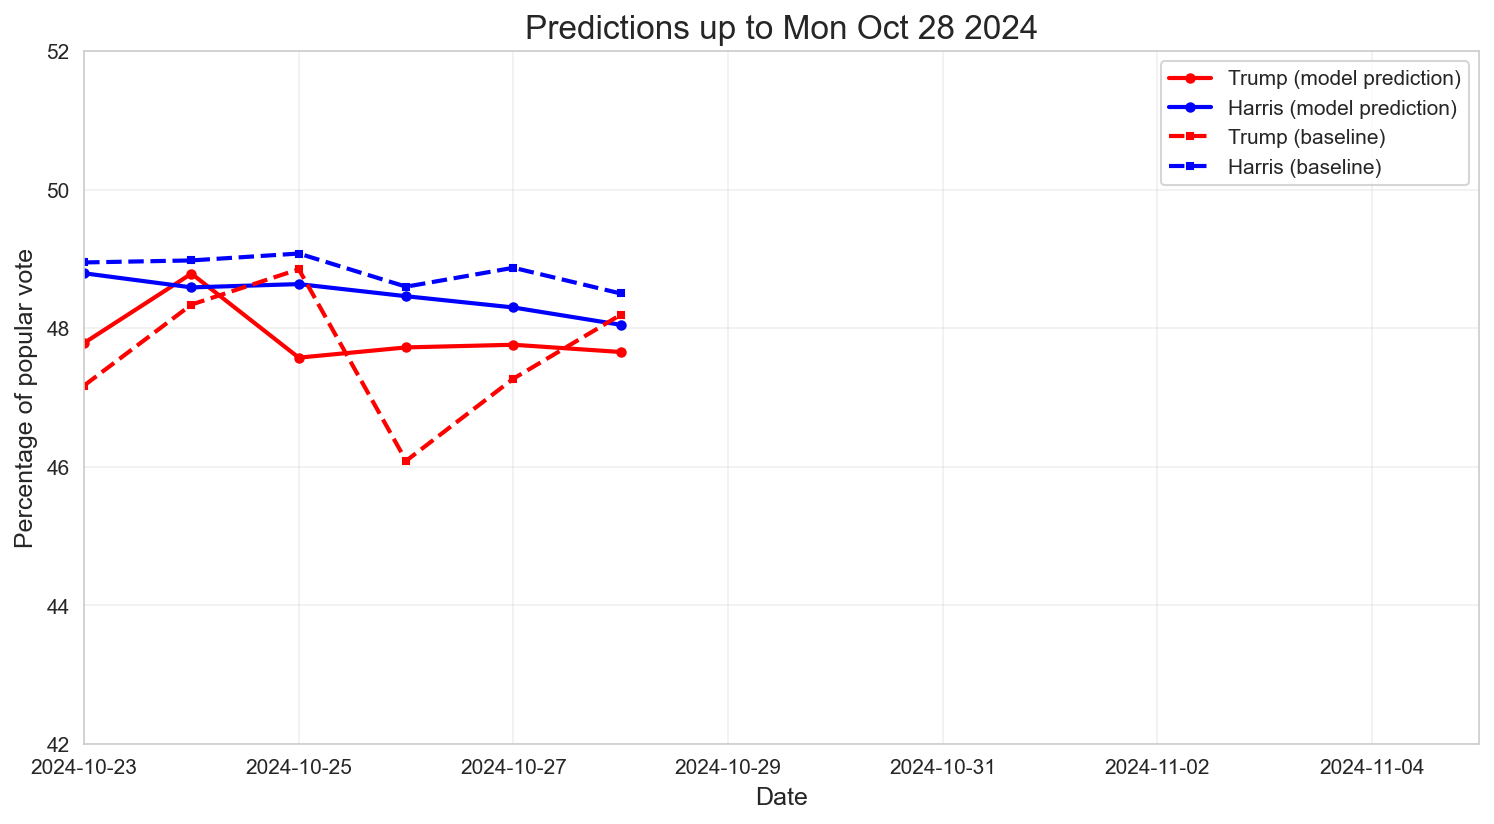 Predictions up to Mon Oct 28 2024
52
50
48
46
44
42
Percentage of popular vote
Trump (model prediction)
Harris (model prediction)
Trump (baseline)
Harris (baseline)
2024-10-23
2024-10-25
2024-10-27
2024-10-29
2024-10-31
2024-11-02
2024-11-04
Date